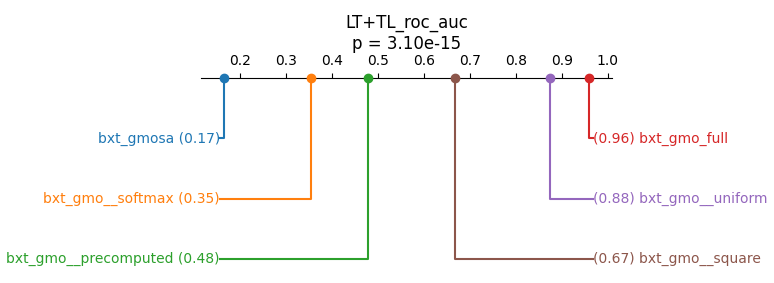 LT+TL_roc_auc
p = 3.10e-15
0.2 0.3 0.4 0.5 0.6 0.7 0.8 0.9 1.0
bxt_gmosa (0.17)
(0.96) bxt_gmo_full
bxt_gmo__softmax (0.35)
(0.88) bxt_gmo__uniform
bxt_gmo__precomputed (0.48)
(0.67) bxt_gmo__square